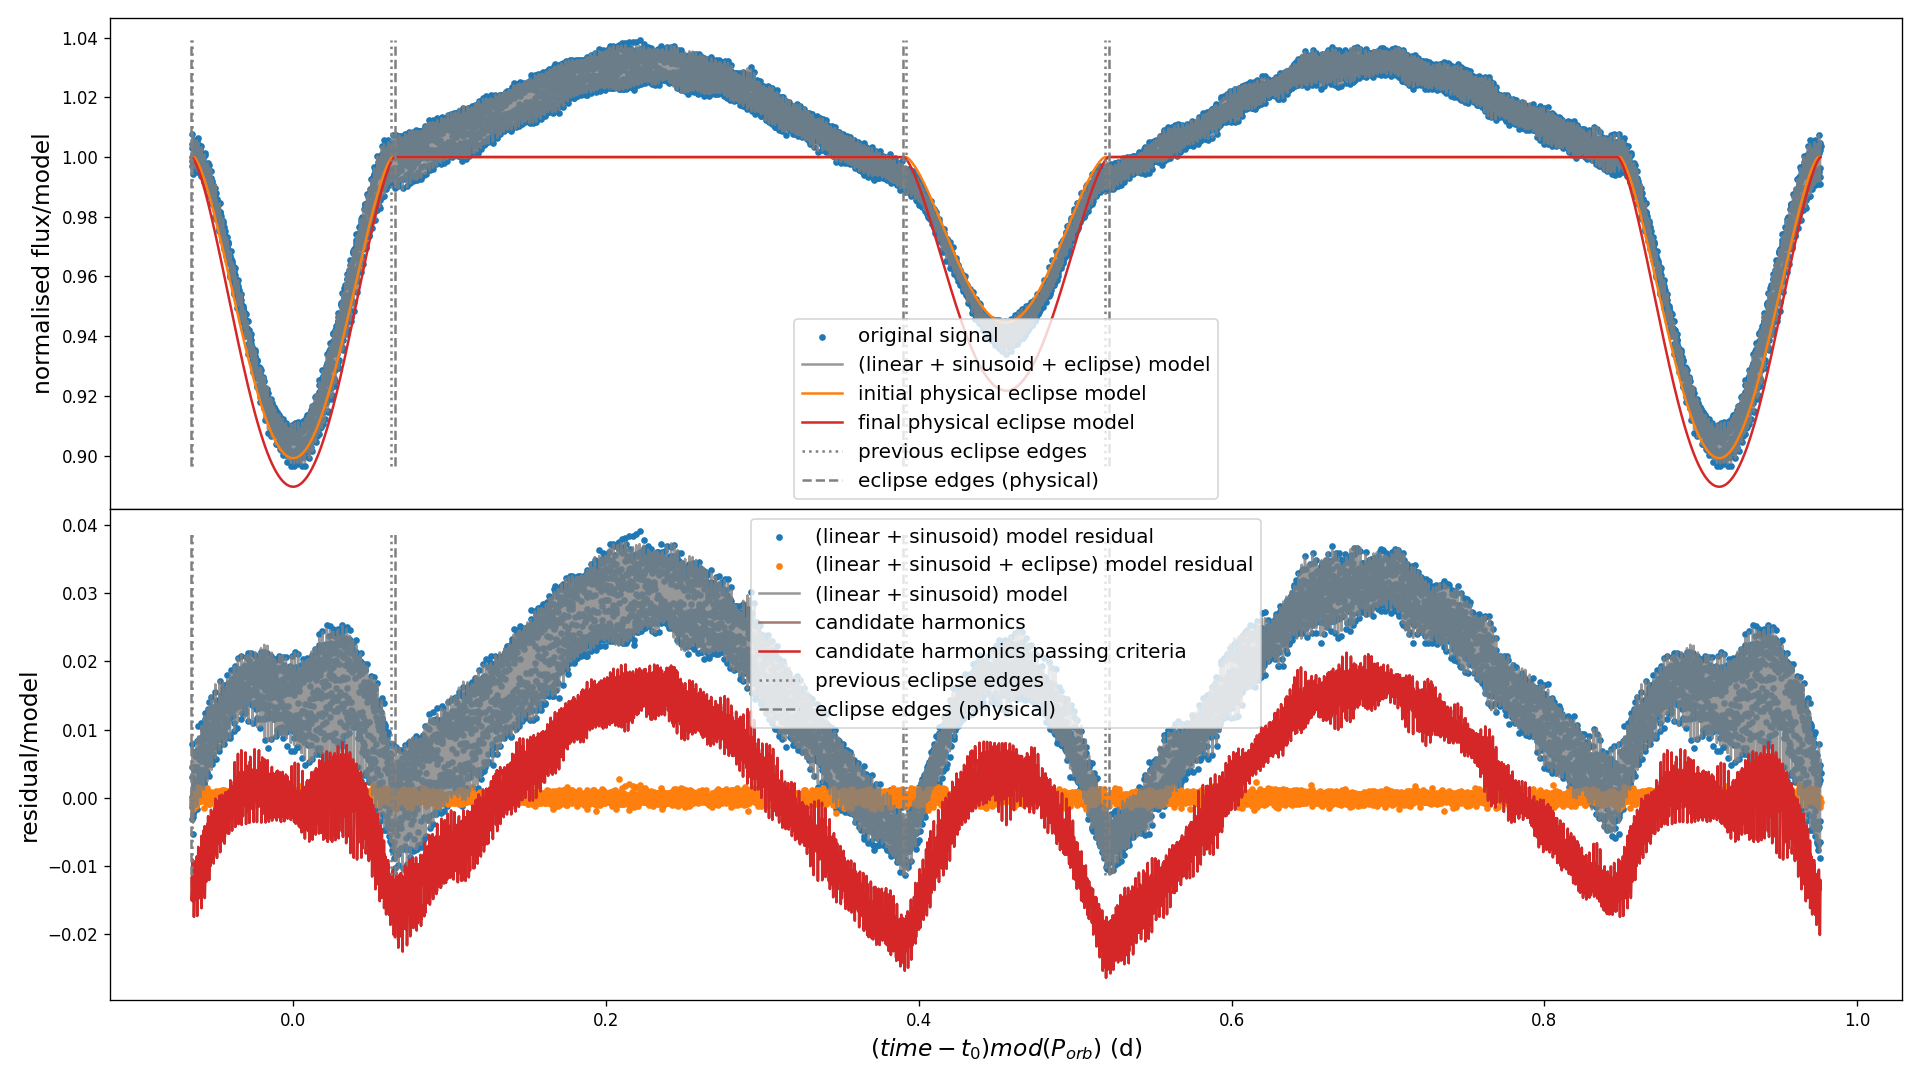 normalised flux/model
1.04
1.02
1.00
0.98
0.96
0.94
0.92
0.90
original signal
(linear + sinusoid + eclipse) model
initial physical eclipse model
final physical eclipse model
previous eclipse edges
eclipse edges (physical)
residual/model
0.04
0.03
0.02
0.01
0.00
−0.01
−0.02
(linear + sinusoid) model residual
(linear + sinusoid + eclipse) model residual
(linear + sinusoid) model
candidate harmonics
candidate harmonics passing criteria
previous eclipse edges
eclipse edges (physical)
0.0 0.2 0.4 0.6 0.8 1.0
(time − t₀)mod(P_orb) (d)